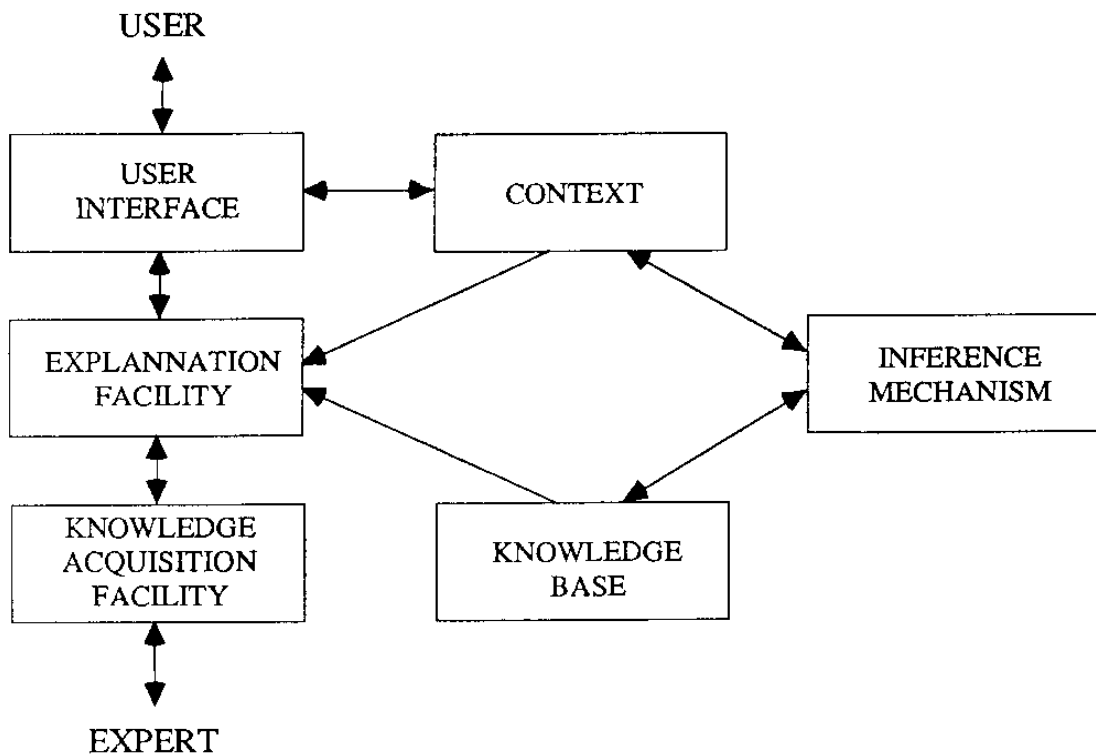 USER
USER
INTERFACE
CONTEXT
EXPLANNATION
FACILITY
INFERENCE
MECHANISM
KNOWLEDGE
ACQUISITION
FACILITY
KNOWLEDGE
BASE
EXPERT